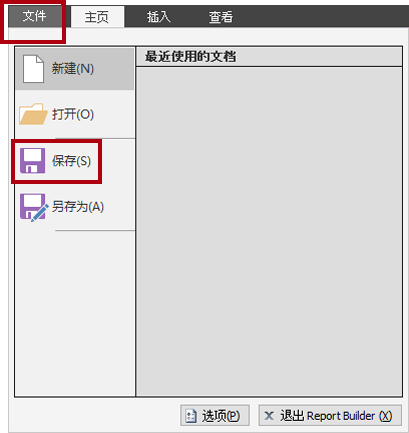 文件 主页 插入 查看
最近使用的文档
新建(N)
打开(O)
保存(S)
另存为(A)
选项(P) 退出 Report Builder (X)